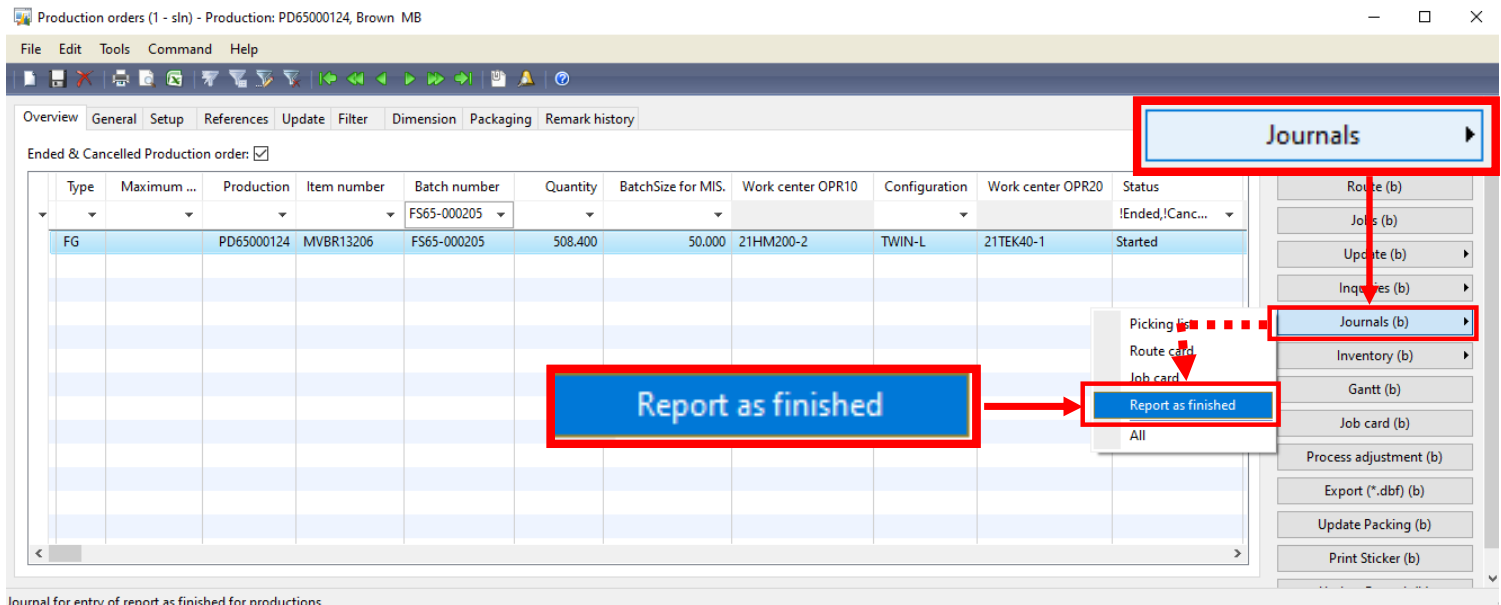 Production orders (1 - sln) - Production: PD65000124, Brown MB
File Edit Tools Command Help
Overview General Setup References Update Filter Dimension Packaging Remark history
Journals
Ended & Cancelled Production order:
Type Maximum ... Production Item number Batch number Quantity BatchSize for MIS. Work center OPR10 Configuration Work center OPR20 Status
FS65-000205 !Ended,!Canc...
FG PD65000124 MVBR13206 FS65-000205 508.400 50.000 21HM200-2 TWIN-L 21TEK40-1 Started
Route (b)
Jobs (b)
Update (b)
Inquiries (b)
Journals (b)
Inventory (b)
Gantt (b)
Job card (b)
Process adjustment (b)
Export (*.dbf) (b)
Update Packing (b)
Print Sticker (b)
Picking list
Route card
Job card
Report as finished
All
Report as finished
Journal for entry of report as finished for productions